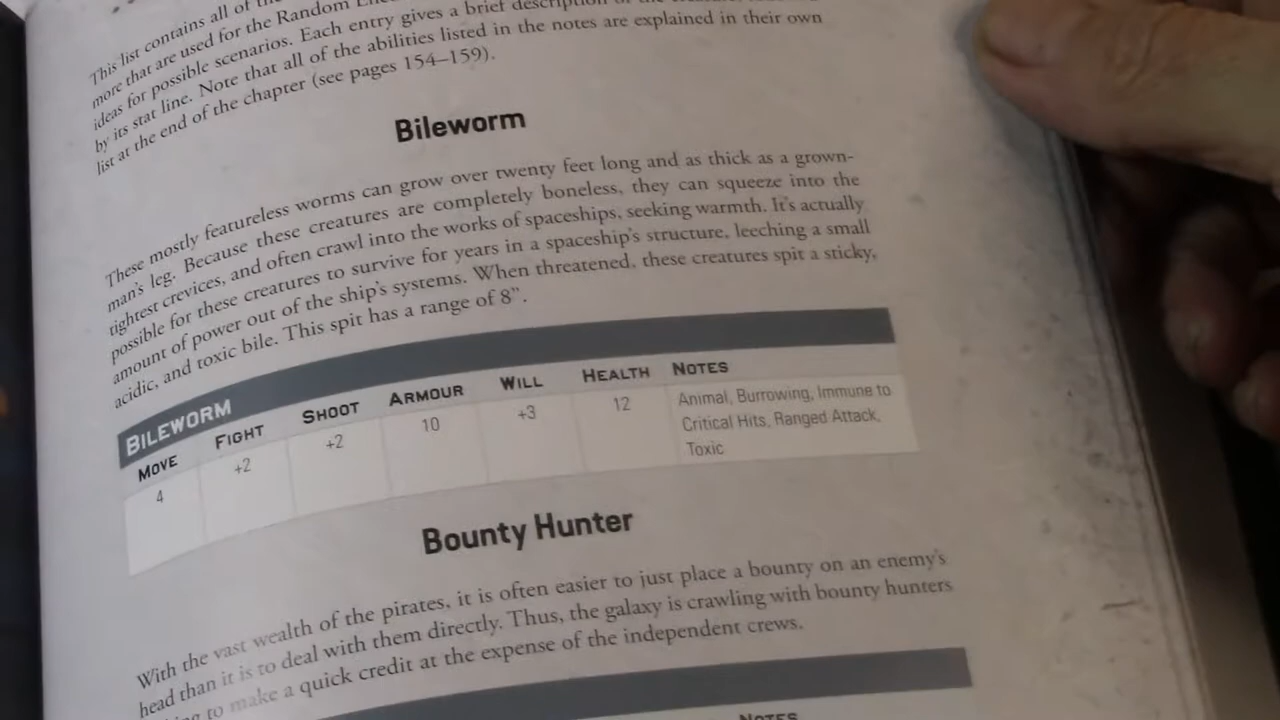 This list contains all of the
more that are used for the Random
ideas for possible scenarios. Each entry gives a brief description of the
by its stat line. Note that all of the abilities listed in the notes are explained in their own
list at the end of the chapter (see pages 154–159).
Bileworm
These mostly featureless worms can grow over twenty feet long and as thick as a grown-
man's leg. Because these creatures are completely boneless, they can squeeze into the
tightest crevices, and often crawl into the works of spaceships, seeking warmth. It's actually
possible for these creatures to survive for years in a spaceship's structure, leeching a small
amount of power out of the ship's systems. When threatened, these creatures spit a sticky,
acidic, and toxic bile. This spit has a range of 8”.
BILEWORM
MOVE FIGHT SHOOT ARMOUR WILL HEALTH NOTES
4 +2 +2 10 +3 12 Animal, Burrowing, Immune to
Critical Hits, Ranged Attack,
Toxic
Bounty Hunter
With the vast wealth of the pirates, it is often easier to just place a bounty on an enemy's
head than it is to deal with them directly. Thus, the galaxy is crawling with bounty hunters
to make a quick credit at the expense of the independent crews.
NOTES